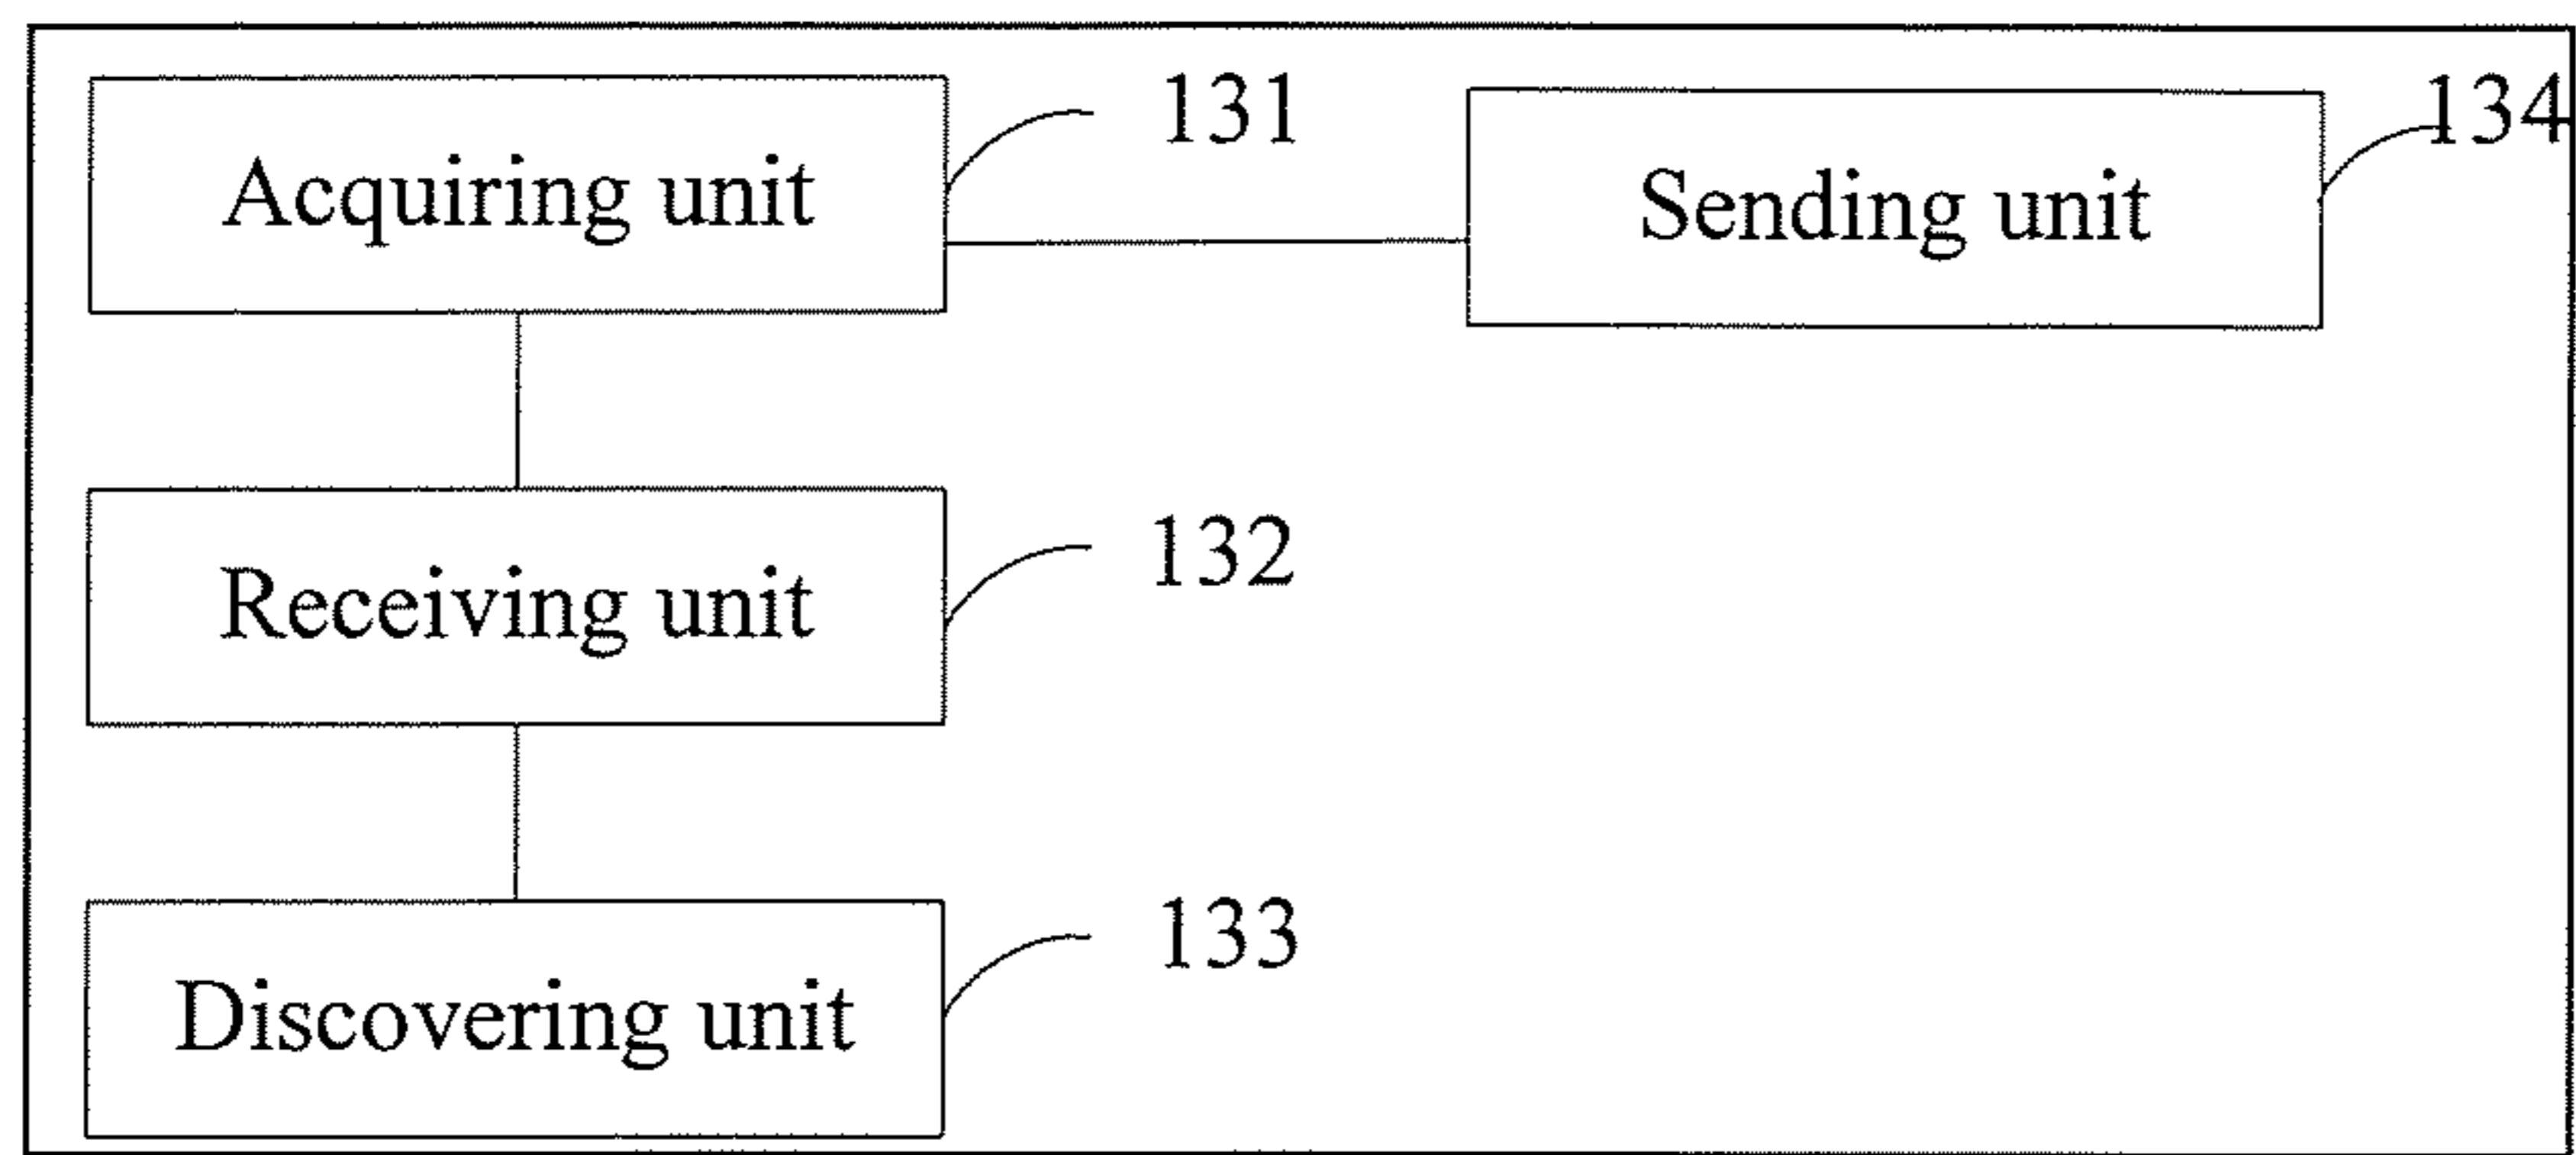 Acquiring unit
131
Sending unit
134
Receiving unit
132
Discovering unit
133